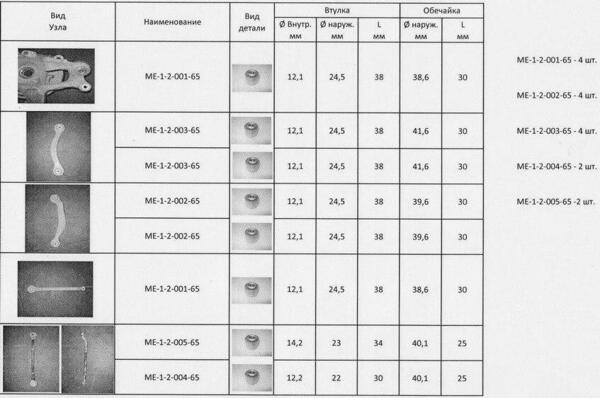 Вид Узла Наименование Вид детали Втулка Обечайка
Ø Внутр. мм Ø наруж. мм L мм Ø наруж. мм L мм
МЕ-1-2-001-65 12,1 24,5 38 38,6 30
МЕ-1-2-003-65 12,1 24,5 38 41,6 30
МЕ-1-2-003-65 12,1 24,5 38 41,6 30
МЕ-1-2-002-65 12,1 24,5 38 39,6 30
МЕ-1-2-002-65 12,1 24,5 38 39,6 30
МЕ-1-2-001-65 12,1 24,5 38 38,6 30
МЕ-1-2-005-65 14,2 23 34 40,1 25
МЕ-1-2-004-65 12,2 22 30 40,1 25
МЕ-1-2-001-65 - 4 шт.
МЕ-1-2-002-65 - 4 шт.
МЕ-1-2-003-65 - 4 шт.
МЕ-1-2-004-65 - 2 шт.
МЕ-1-2-005-65 -2 шт.